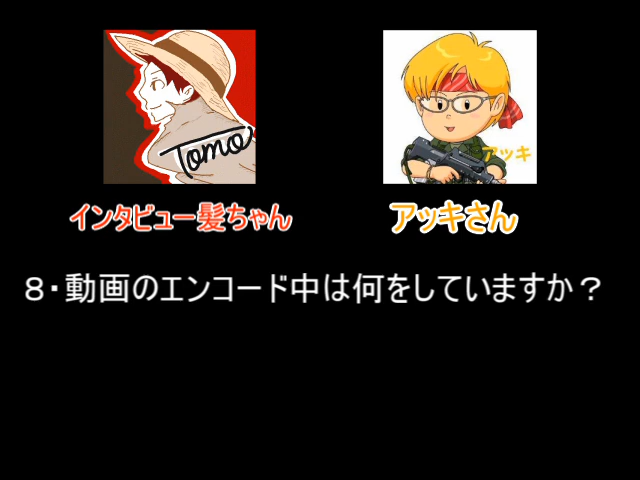 Tomo
アッキ
インタビュー髪ちゃん
アッキさん
８・動画のエンコード中は何をしていますか？